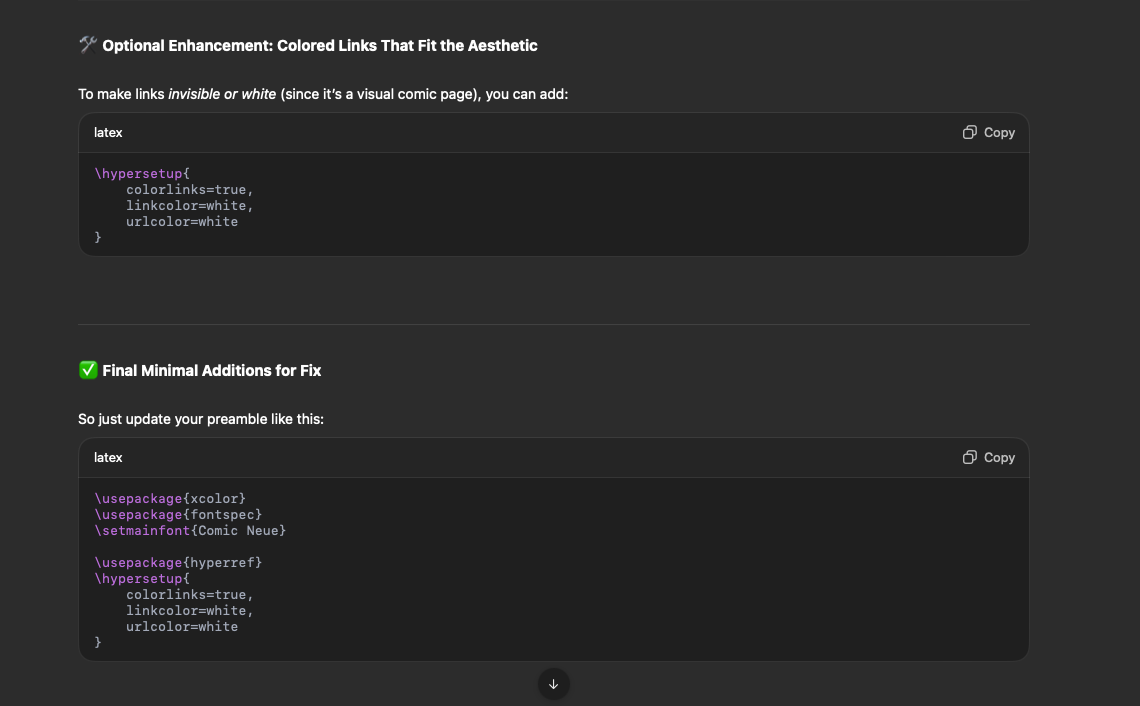 🛠️ Optional Enhancement: Colored Links That Fit the Aesthetic
To make links invisible or white (since it’s a visual comic page), you can add:
latex
Copy
\hypersetup{
    colorlinks=true,
    linkcolor=white,
    urlcolor=white
}
✅ Final Minimal Additions for Fix
So just update your preamble like this:
latex
Copy
\usepackage{xcolor}
\usepackage{fontspec}
\setmainfont{Comic Neue}
\usepackage{hyperref}
\hypersetup{
    colorlinks=true,
    linkcolor=white,
    urlcolor=white
}